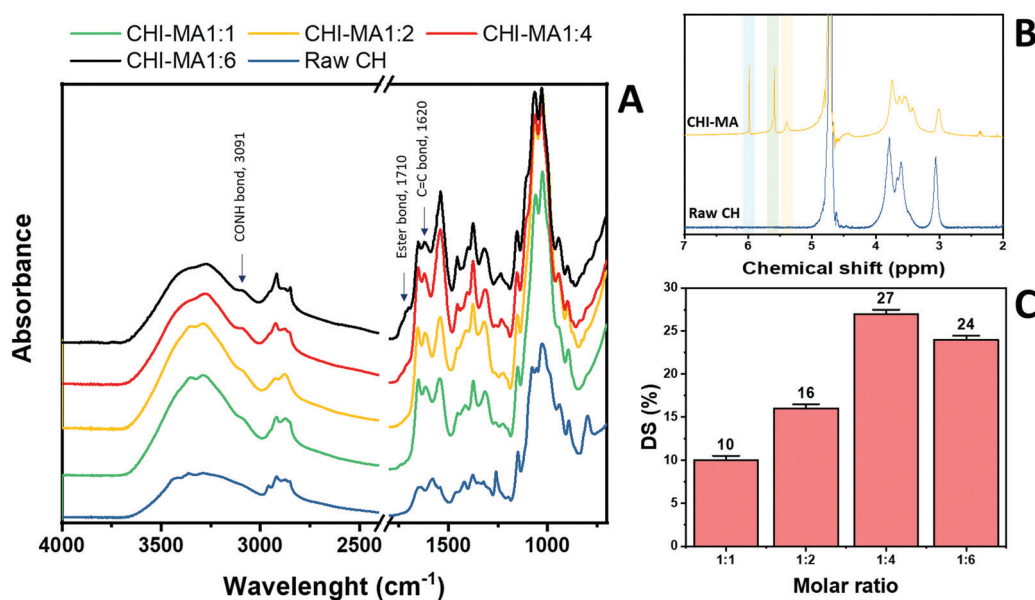 CHI-MA1:1 CHI-MA1:2 CHI-MA1:4
CHI-MA1:6 Raw CH
A
Absorbance
CONH bond, 3091
Ester bond, 1710
C=C bond, 1620
4000 3500 3000 2500 1500 1000
Wavelenght (cm-1)
B
CHI-MA
Raw CH
7 6 5 4 3 2
Chemical shift (ppm)
C
DS (%)
30
25
20
15
10
5
0
10
16
27
24
1:1 1:2 1:4 1:6
Molar ratio